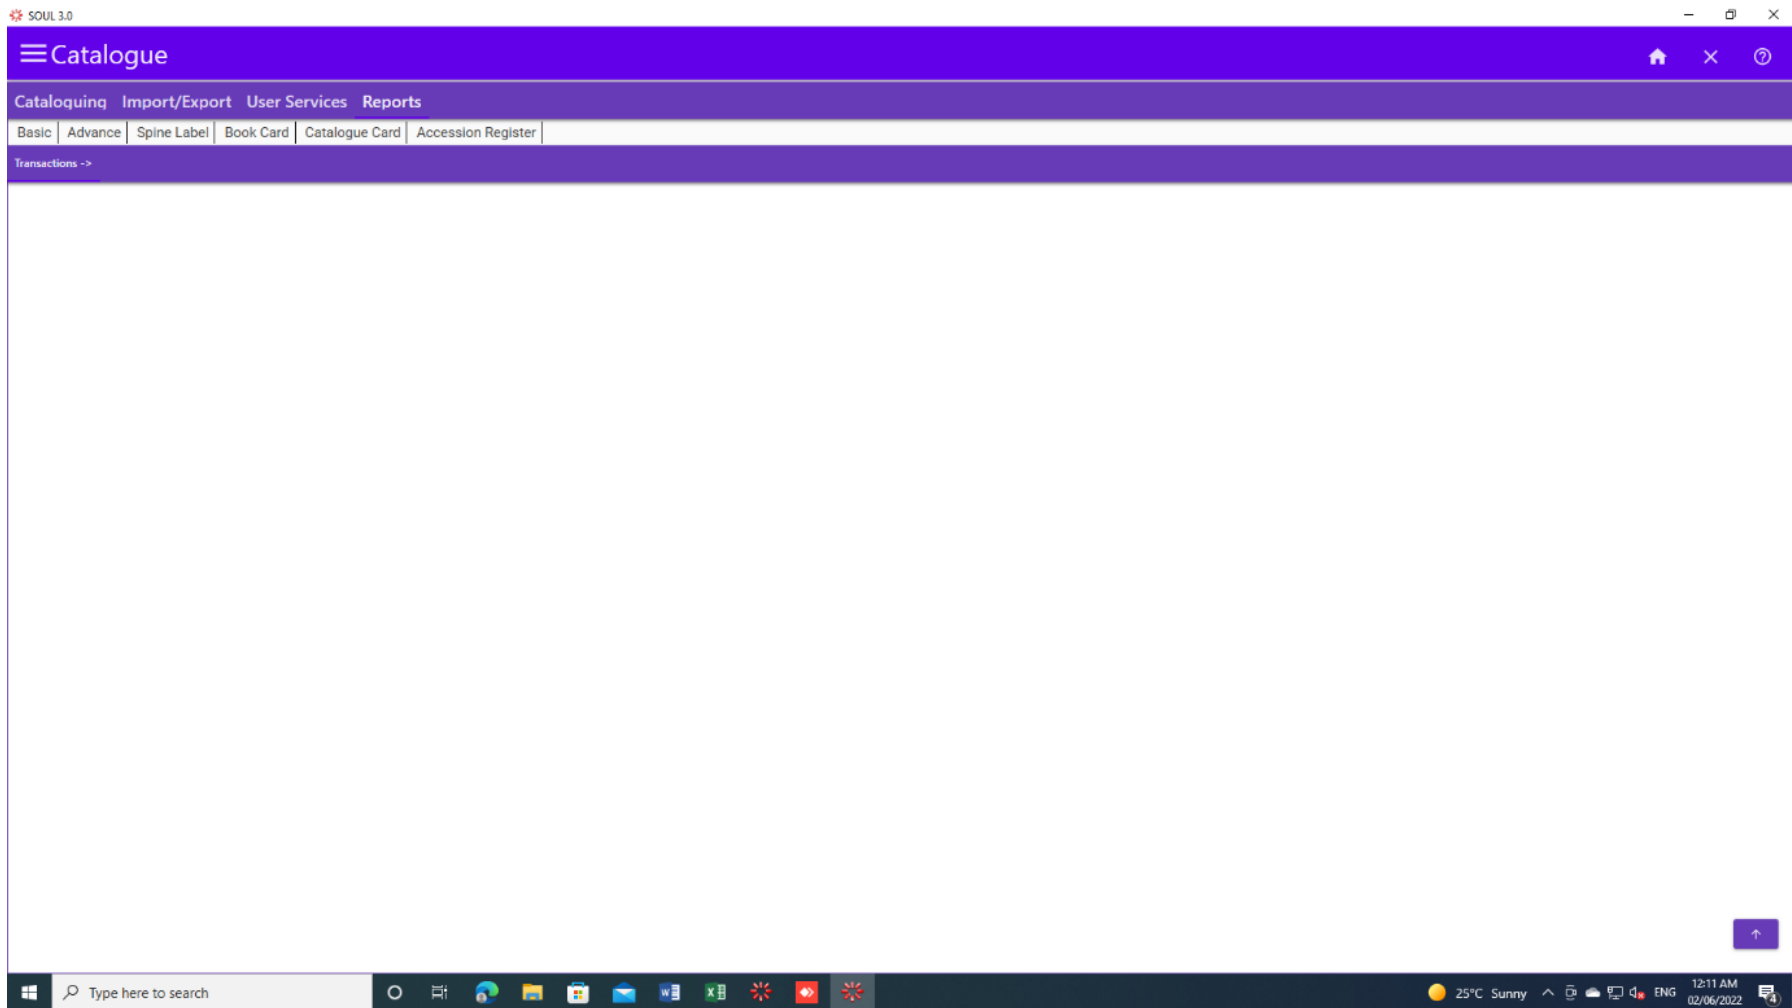 SOUL 3.0
Catalogue
Cataloguing Import/Export User Services Reports
Basic Advance Spine Label Book Card Catalogue Card Accession Register
Transactions ->
Type here to search
25°C Sunny ENG 12:11 AM
02/06/2022
4